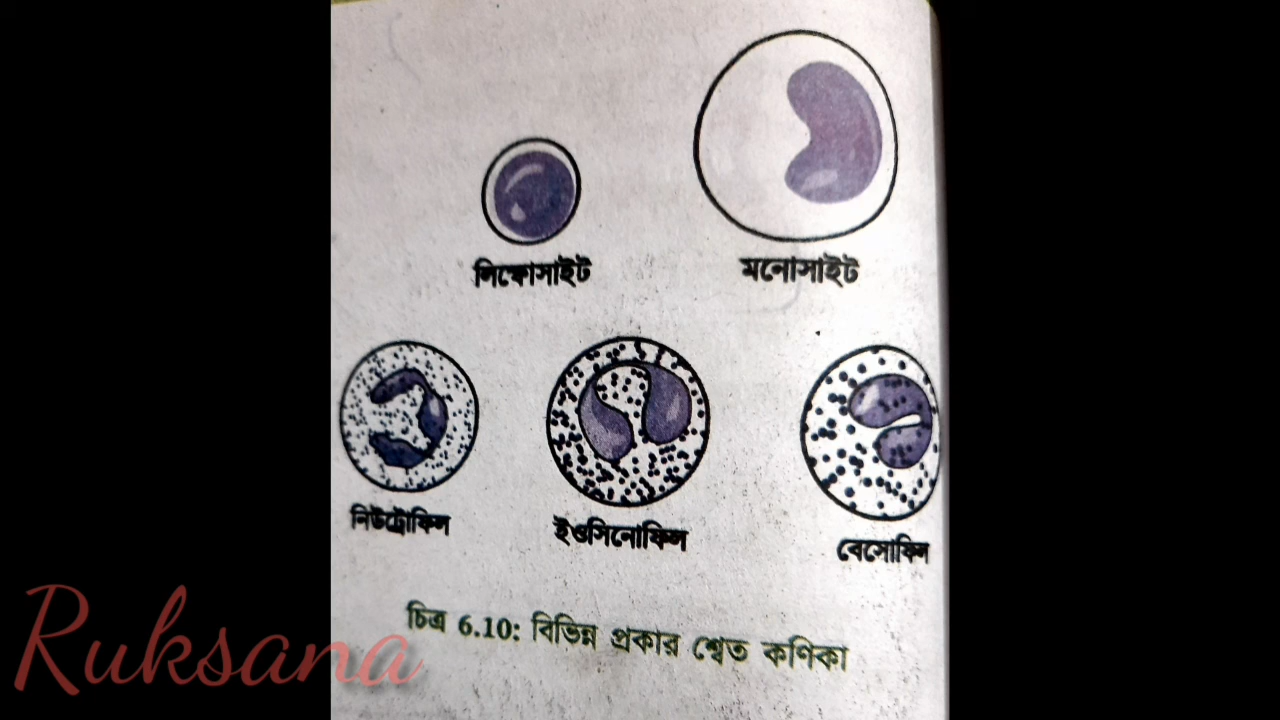 লিম্ফোসাইট
মনোসাইট
নিউট্রোফিল
ইওসিনোফিল
বেসোফিল
চিত্র 6.10: বিভিন্ন প্রকার শ্বেত কণিকা
Ruksana